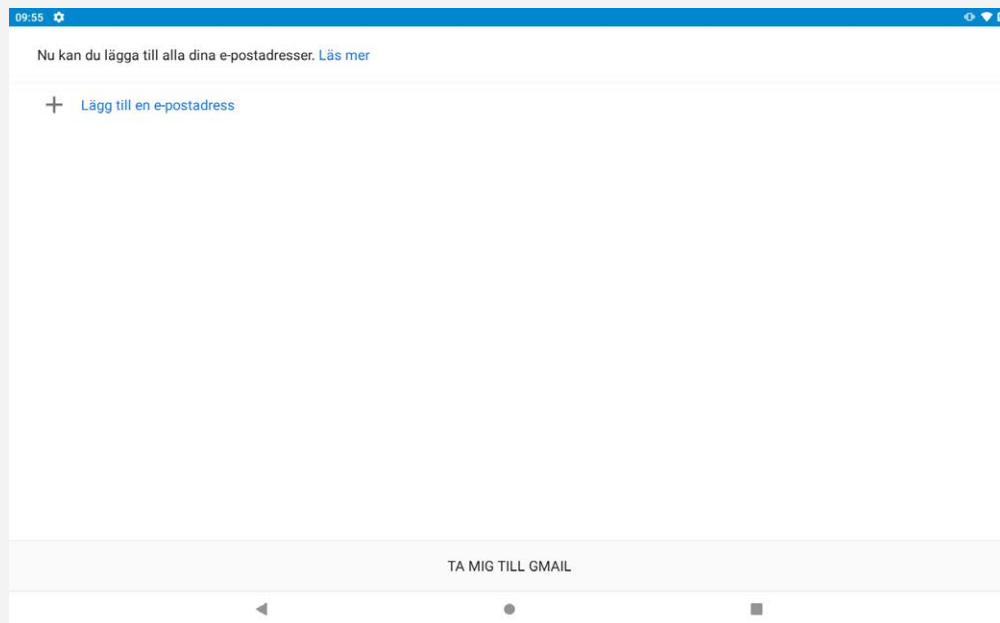 09:55
Nu kan du lägga till alla dina e-postadresser. Läs mer
Lägg till en e-postadress
TA MIG TILL GMAIL